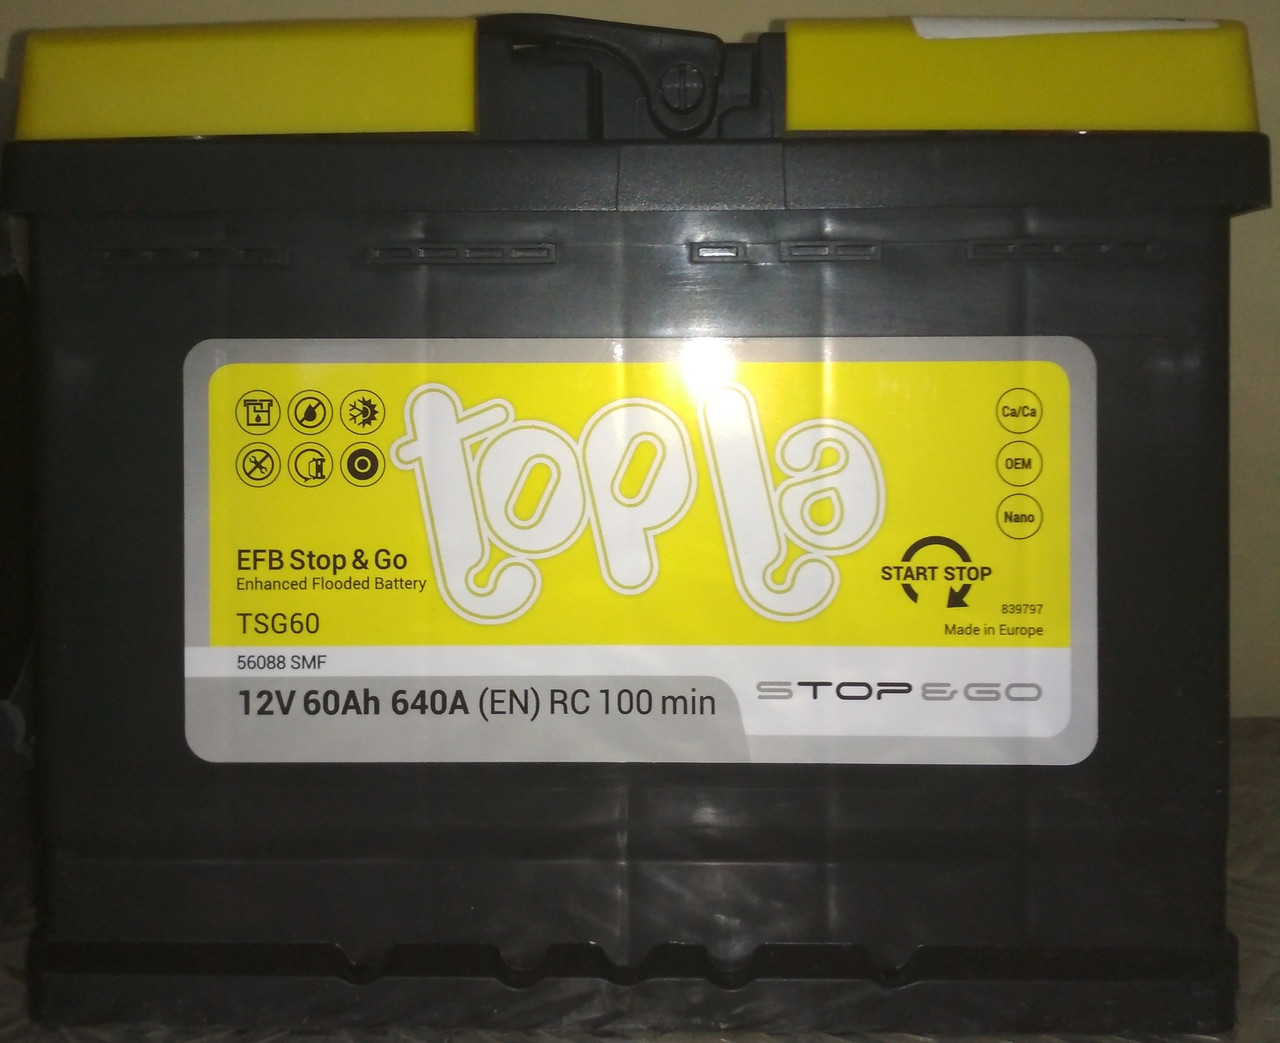 topla
Ca/Ca
OEM
Nano
EFB Stop & Go
Enhanced Flooded Battery
START STOP
TSG60
839797
Made in Europe
56088 SMF
12V 60Ah 640A (EN) RC 100 min
STOP&GO